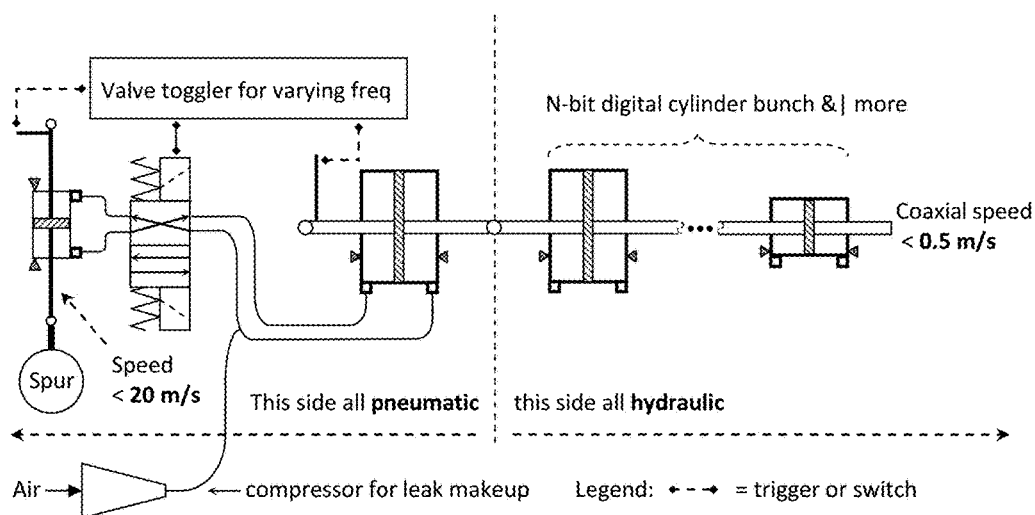 Valve toggler for varying freq
N-bit digital cylinder bunch &| more
Coaxial speed
< 0.5 m/s
Speed
< 20 m/s
Spur
This side all pneumatic
this side all hydraulic
Air
compressor for leak makeup
Legend:
= trigger or switch